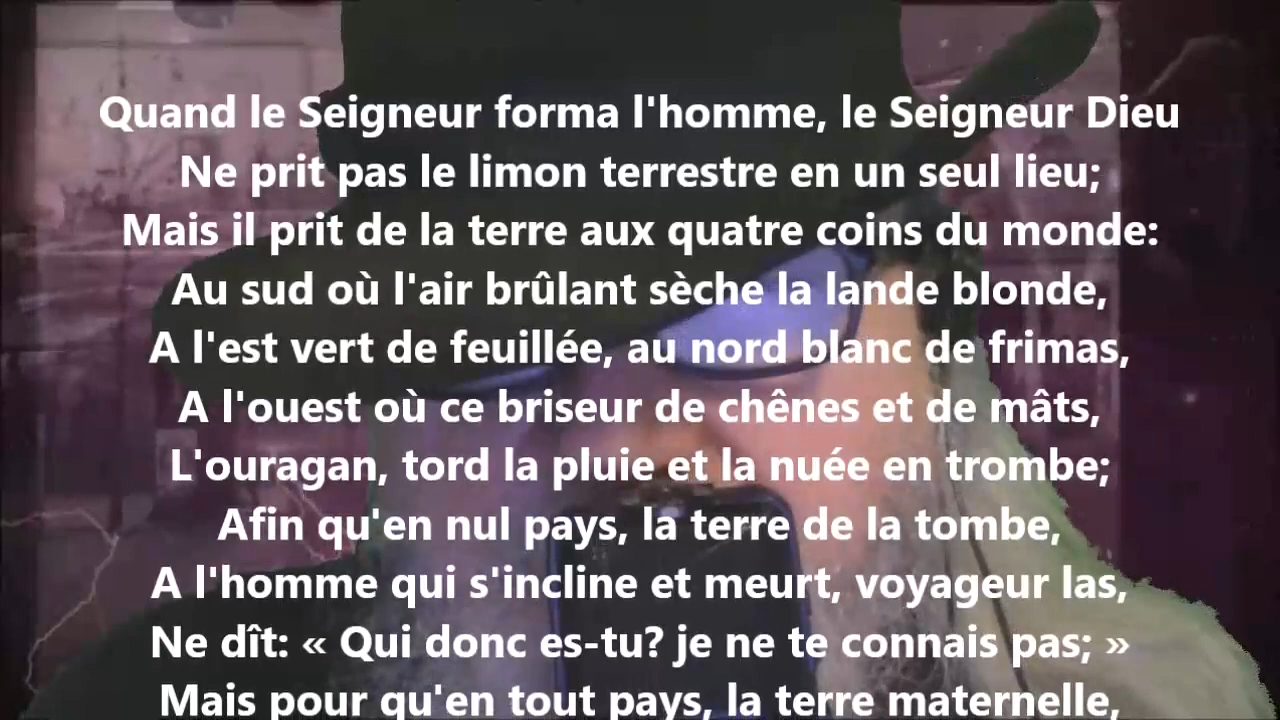 Quand le Seigneur forma l'homme, le Seigneur Dieu
Ne prit pas le limon terrestre en un seul lieu;
Mais il prit de la terre aux quatre coins du monde:
Au sud où l'air brûlant sèche la lande blonde,
A l'est vert de feuillée, au nord blanc de frimas,
A l'ouest où ce briseur de chênes et de mâts,
L'ouragan, tord la pluie et la nuée en trombe;
Afin qu'en nul pays, la terre de la tombe,
A l'homme qui s'incline et meurt, voyageur las,
Ne dît: « Qui donc es-tu? je ne te connais pas; »
Mais pour qu'en tout pays, la terre maternelle,